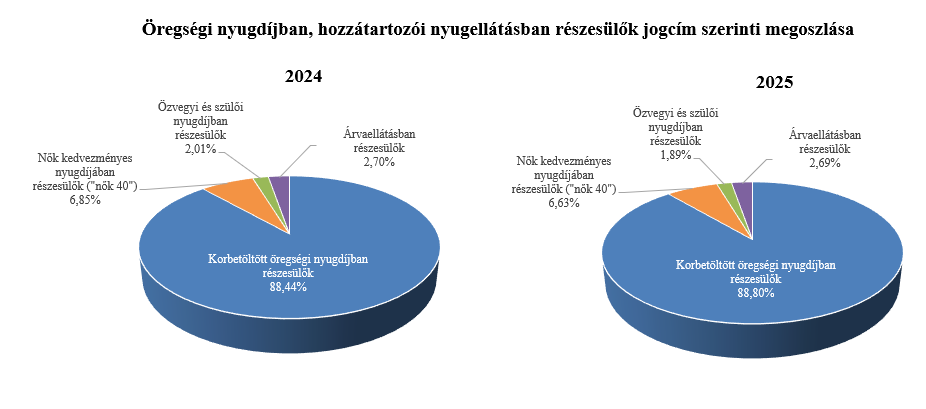 Öregségi nyugdíjban, hozzátartozói nyugellátásban részesülők jogcím szerinti megoszlása
2024
Özvegyi és szülői
nyugdíjban
részesülők
2,01%
Árvaellátásban
részesülők
2,70%
Nők kedvezményes
nyugdíjában
részesülők ("nők 40")
6,85%
Korbetöltött öregségi nyugdíjban
részesülők
88,44%
2025
Özvegyi és szülői
nyugdíjban
részesülők
1,89%
Árvaellátásban
részesülők
2,69%
Nők kedvezményes
nyugdíjában
részesülők ("nők 40")
6,63%
Korbetöltött öregségi nyugdíjban
részesülők
88,80%